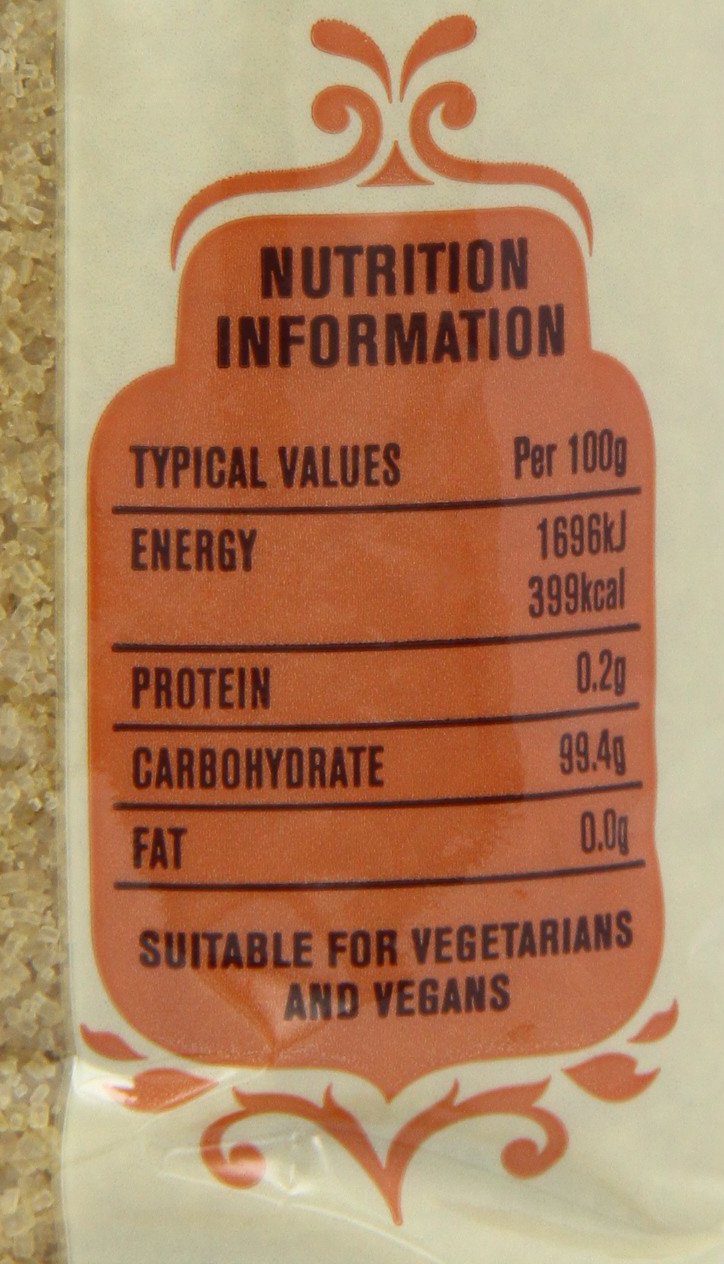 NUTRITION
INFORMATION
TYPICAL VALUES Per 100g
ENERGY 1696kJ
399kcal
PROTEIN 0.2g
CARBOHYDRATE 99.4g
FAT 0.0g
SUITABLE FOR VEGETARIANS
AND VEGANS